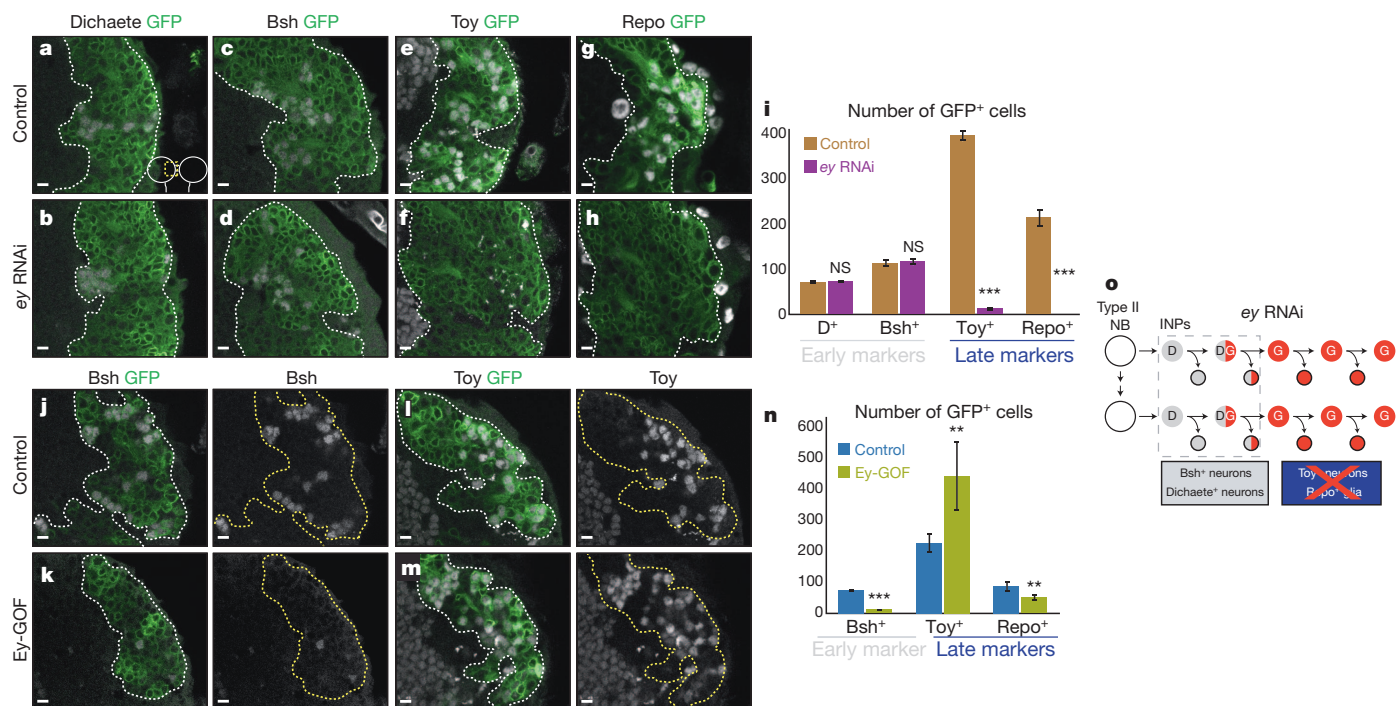 Dichaete GFP
Bsh GFP
Toy GFP
Repo GFP
Control
ey RNAi
a
c
e
g
b
d
f
h
i
Number of GFP+ cells
400
300
200
100
0
Control
ey RNAi
NS
NS
***
***
D+
Bsh+
Toy+
Repo+
Early markers
Late markers
Bsh GFP
Bsh
Toy GFP
Toy
Control
Ey-GOF
j
l
k
m
n
Number of GFP+ cells
600
500
400
300
200
100
0
Control
Ey-GOF
***
**
**
Bsh+
Toy+
Repo+
Early marker
Late markers
o
Type II
NB
INPs
ey RNAi
D
DG
G
G
G
D
DG
G
G
G
Bsh+ neurons
Dichaete+ neurons
Toy+ neurons
Repo+ glia